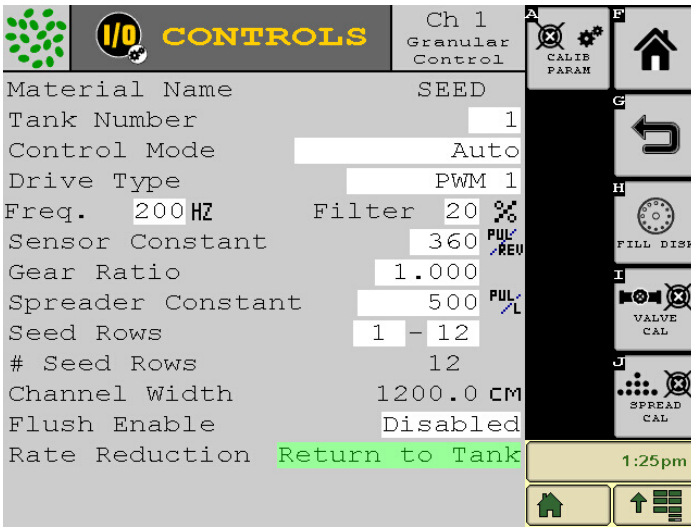 I/O CONTROLS
Ch 1
Granular
Control
Material Name SEED
Tank Number 1
Control Mode Auto
Drive Type PWM 1
Freq. 200 HZ Filter 20 %
Sensor Constant 360 PUL/REV
Gear Ratio 1.000
Spreader Constant 500 PUL/L
Seed Rows 1 - 12
# Seed Rows 12
Channel Width 1200.0 CM
Flush Enable Disabled
Rate Reduction Return to Tank
A
CALIB
PARAM
F
G
H
FILL DISK
I
VALVE
CAL
J
SPREAD
CAL
1:25pm